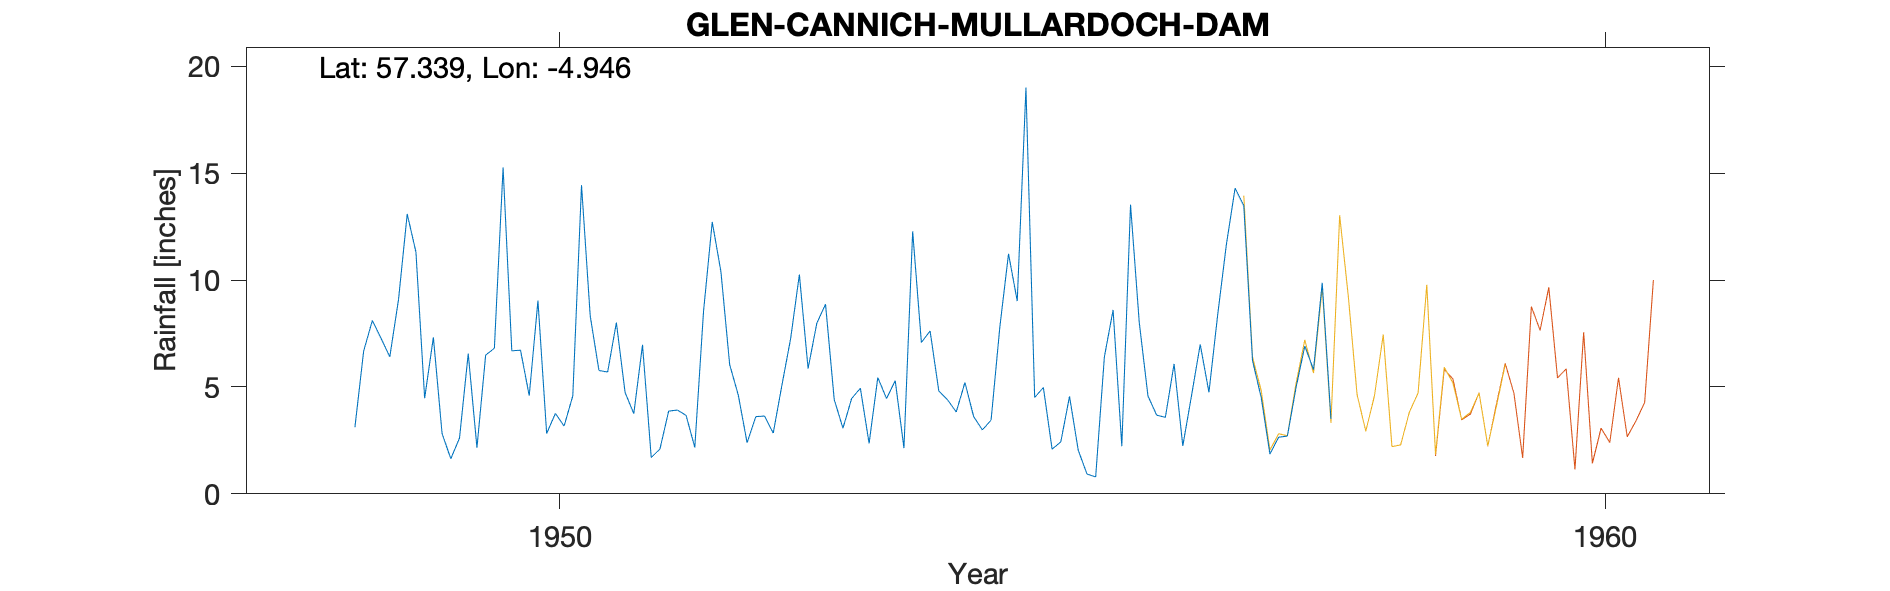 GLEN-CANNICH-MULLARDOCH-DAM
Lat: 57.339, Lon: -4.946
20
15
10
5
0
Rainfall [inches]
1950
1960
Year